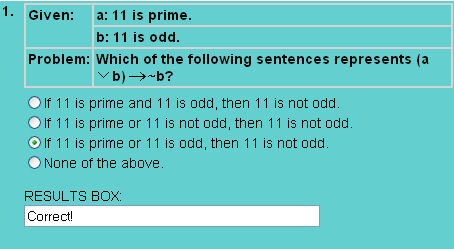 1. Given: a: 11 is prime.
b: 11 is odd.
Problem: Which of the following sentences represents (a
∨ b)→~b?
If 11 is prime and 11 is odd, then 11 is not odd.
If 11 is prime or 11 is not odd, then 11 is not odd.
If 11 is prime or 11 is odd, then 11 is not odd.
None of the above.
RESULTS BOX:
Correct!